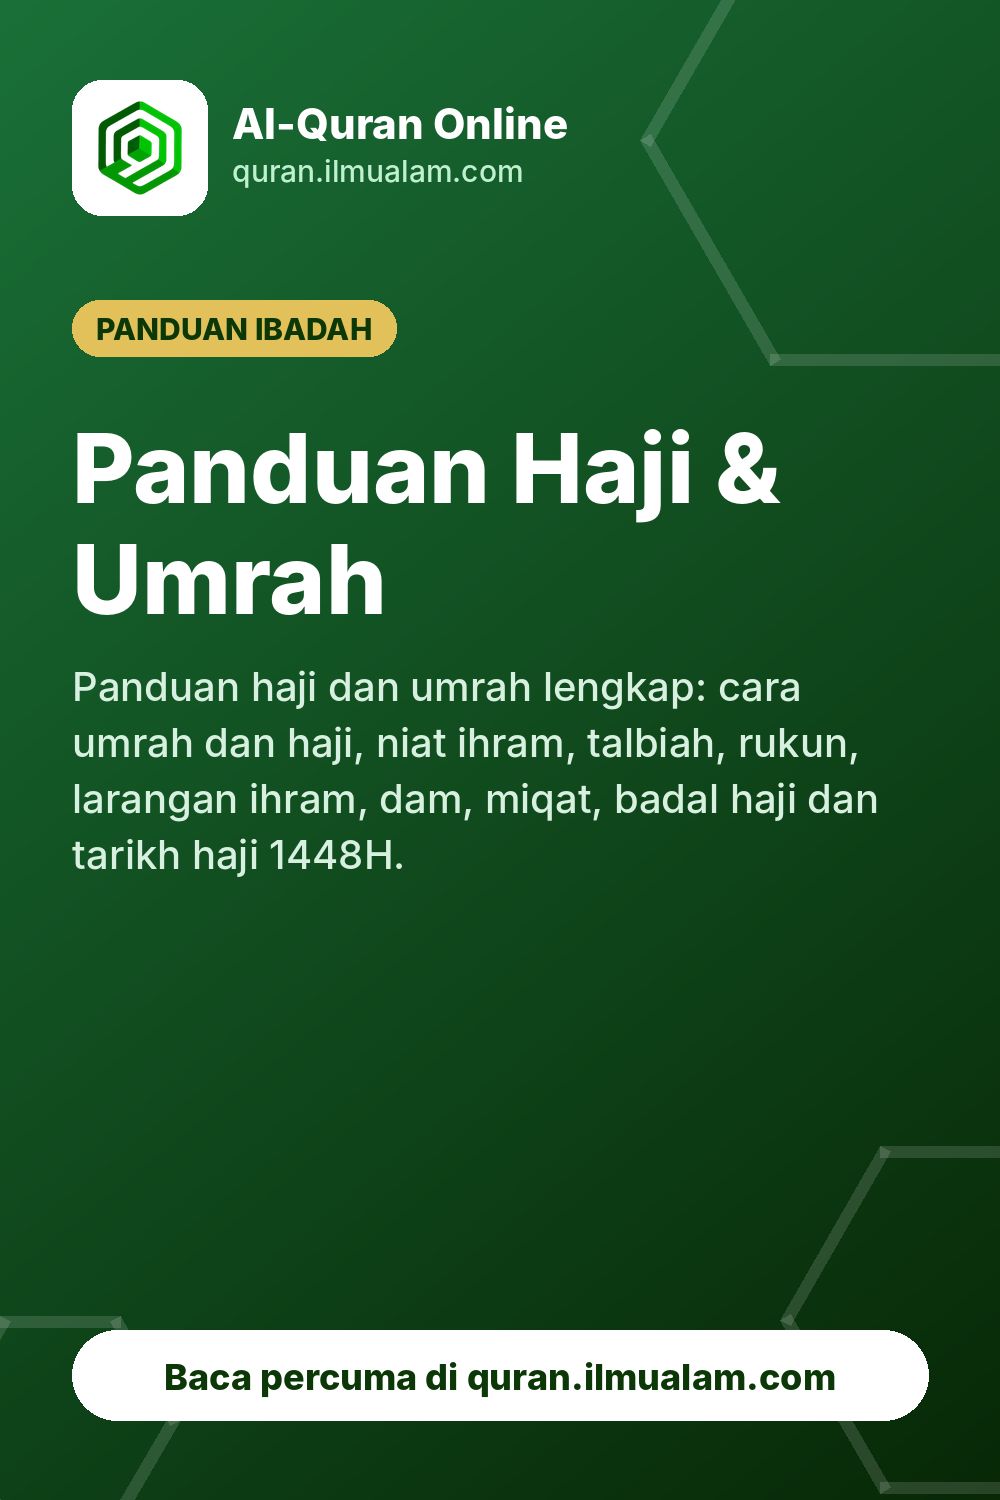 Al-Quran Online
quran.ilmualam.com
PANDUAN IBADAH
Panduan Haji &
Umrah
Panduan haji dan umrah lengkap: cara
umrah dan haji, niat ihram, talbiah, rukun,
larangan ihram, dam, miqat, badal haji dan
tarikh haji 1448H.
Baca percuma di quran.ilmualam.com